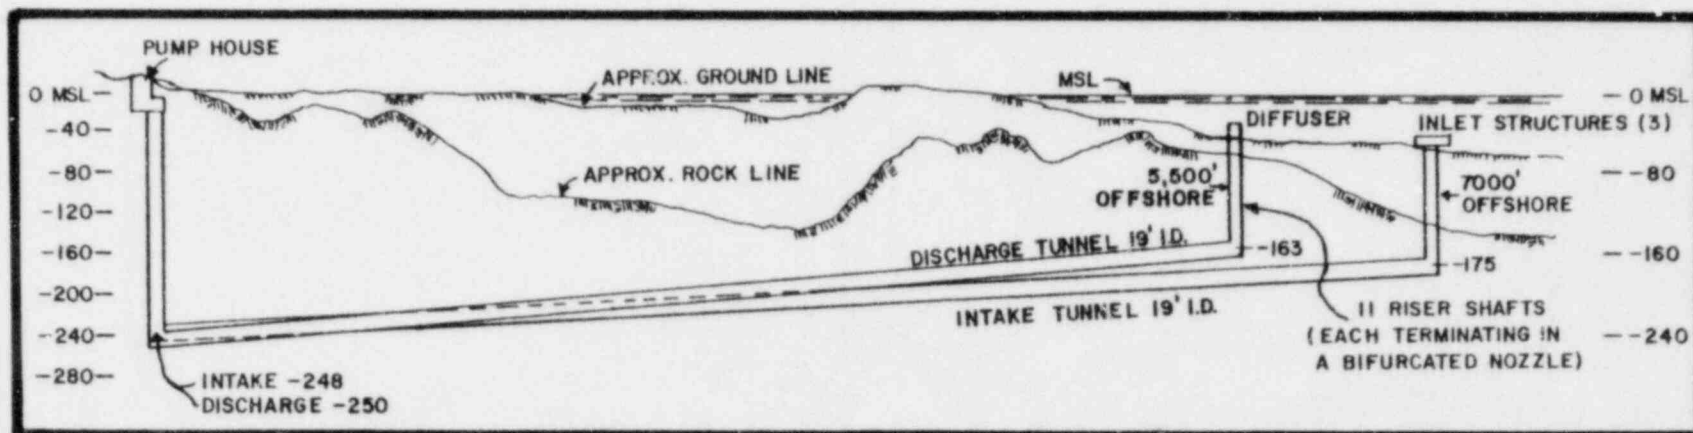 PUMP HOUSE
APPROX. GROUND LINE
MSL
0 MSL
0 MSL
-40
DIFFUSER
INLET STRUCTURES (3)
-80
APPROX. ROCK LINE
5,500'
OFFSHORE
7000'
OFFSHORE
-80
-120
-160
DISCHARGE TUNNEL 19' I.D.
-163
-175
-160
-200
INTAKE TUNNEL 19' I.D.
11 RISER SHAFTS
(EACH TERMINATING IN
A BIFURCATED NOZZLE)
-240
-240
-280
INTAKE -248
DISCHARGE -250